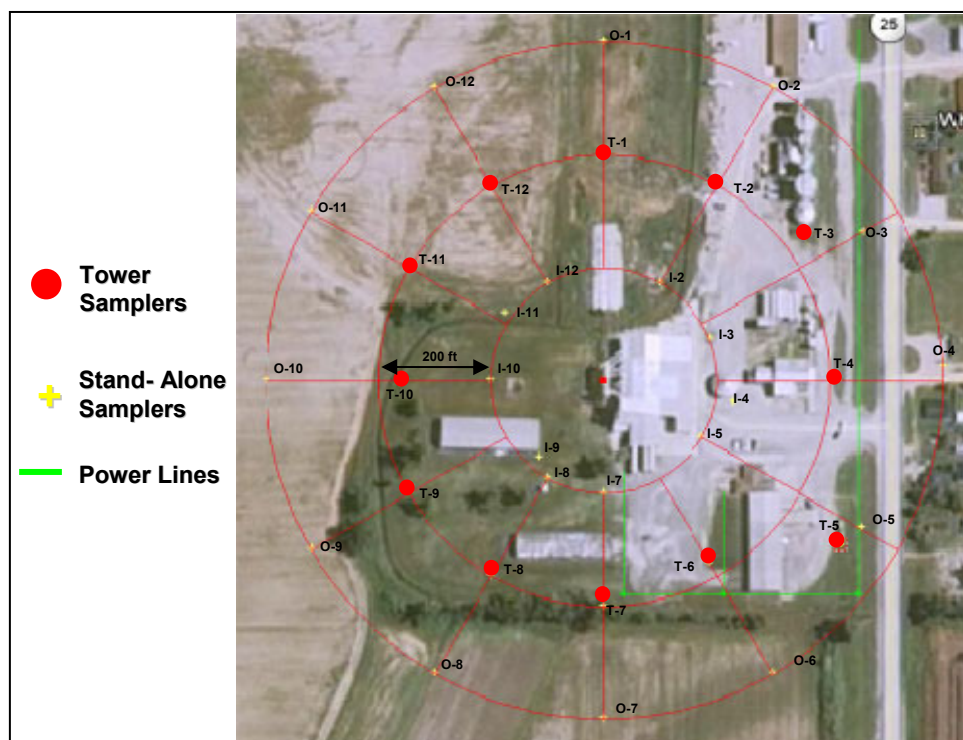 25
O-1
O-12
O-2
Wh
T-1
T-12
T-2
O-11
O-3
T-3
T-11
Tower
Samplers
I-12
I-2
I-11
I-3
200 ft
O-10
I-10
T-4
O-4
T-10
Stand- Alone
Samplers
I-4
I-5
I-9
I-8
I-7
Power Lines
T-9
T-5
O-5
O-9
T-8
T-6
T-7
O-8
O-6
O-7